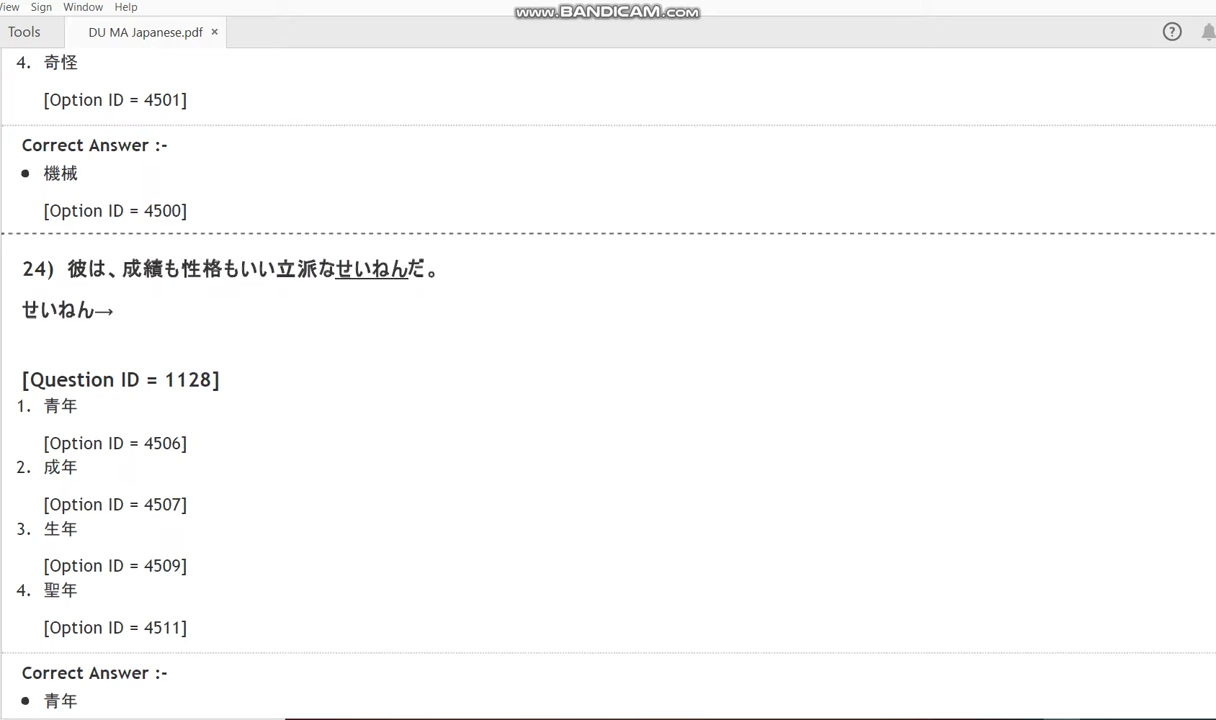 View Sign Window Help
www.BANDICAM.com
Tools
DU MA Japanese.pdf ×
4. 奇怪
[Option ID = 4501]
Correct Answer :-
• 機械
[Option ID = 4500]
24) 彼は、成績も性格もいい立派なせいねんだ。
せいねん→
[Question ID = 1128]
1. 青年
[Option ID = 4506]
2. 成年
[Option ID = 4507]
3. 生年
[Option ID = 4509]
4. 聖年
[Option ID = 4511]
Correct Answer :-
• 青年